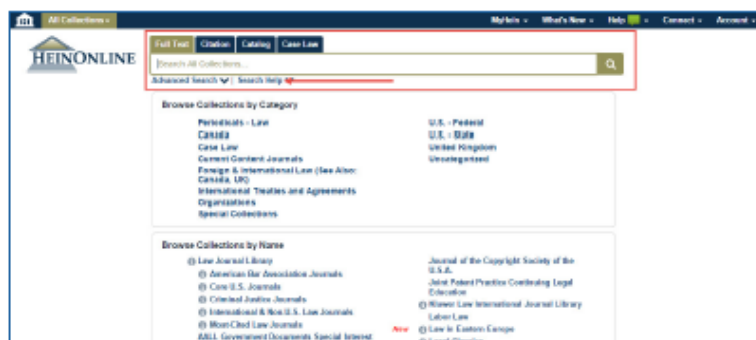 All Collections
MyHein What's New Help Connect Account
HEINONLINE
Full Text Citation Catalog Case Law
Search All Collections...
Advanced Search | Search Help
Browse Collections by Category
Periodicals - Law
Canada
Case Law
Current Content Journals
Foreign & International Law (See Also:
Canada, UK)
International Treaties and Agreements
Organizations
Special Collections
U.S. - Federal
U.S. - State
United Kingdom
Uncategorized
Browse Collections by Name
Law Journal Library
American Bar Association Journals
Core U.S. Journals
Criminal Justice Journals
International & Non-U.S. Law Journals
Most-Cited Law Journals
AALL Government Documents Special Interest
Journal of the Copyright Society of the
U.S.A.
Joint Patent Practice Continuing Legal
Education
Kluwer Law International Journal Library
Labor Law
New Law in Eastern Europe